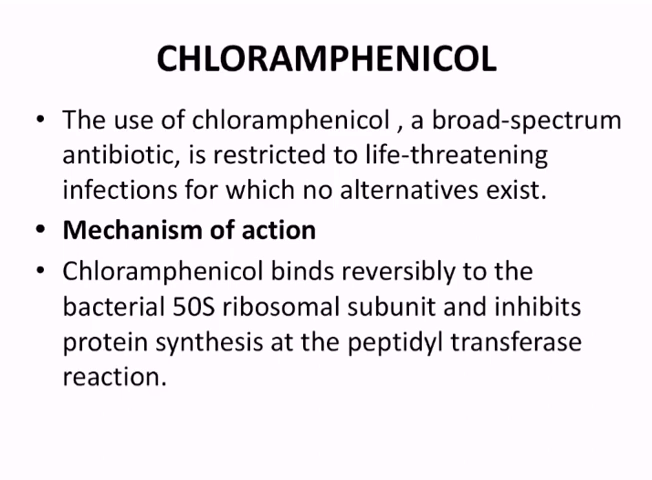 CHLORAMPHENICOL
• The use of chloramphenicol , a broad-spectrum
antibiotic, is restricted to life-threatening
infections for which no alternatives exist.
• Mechanism of action
• Chloramphenicol binds reversibly to the
bacterial 50S ribosomal subunit and inhibits
protein synthesis at the peptidyl transferase
reaction.